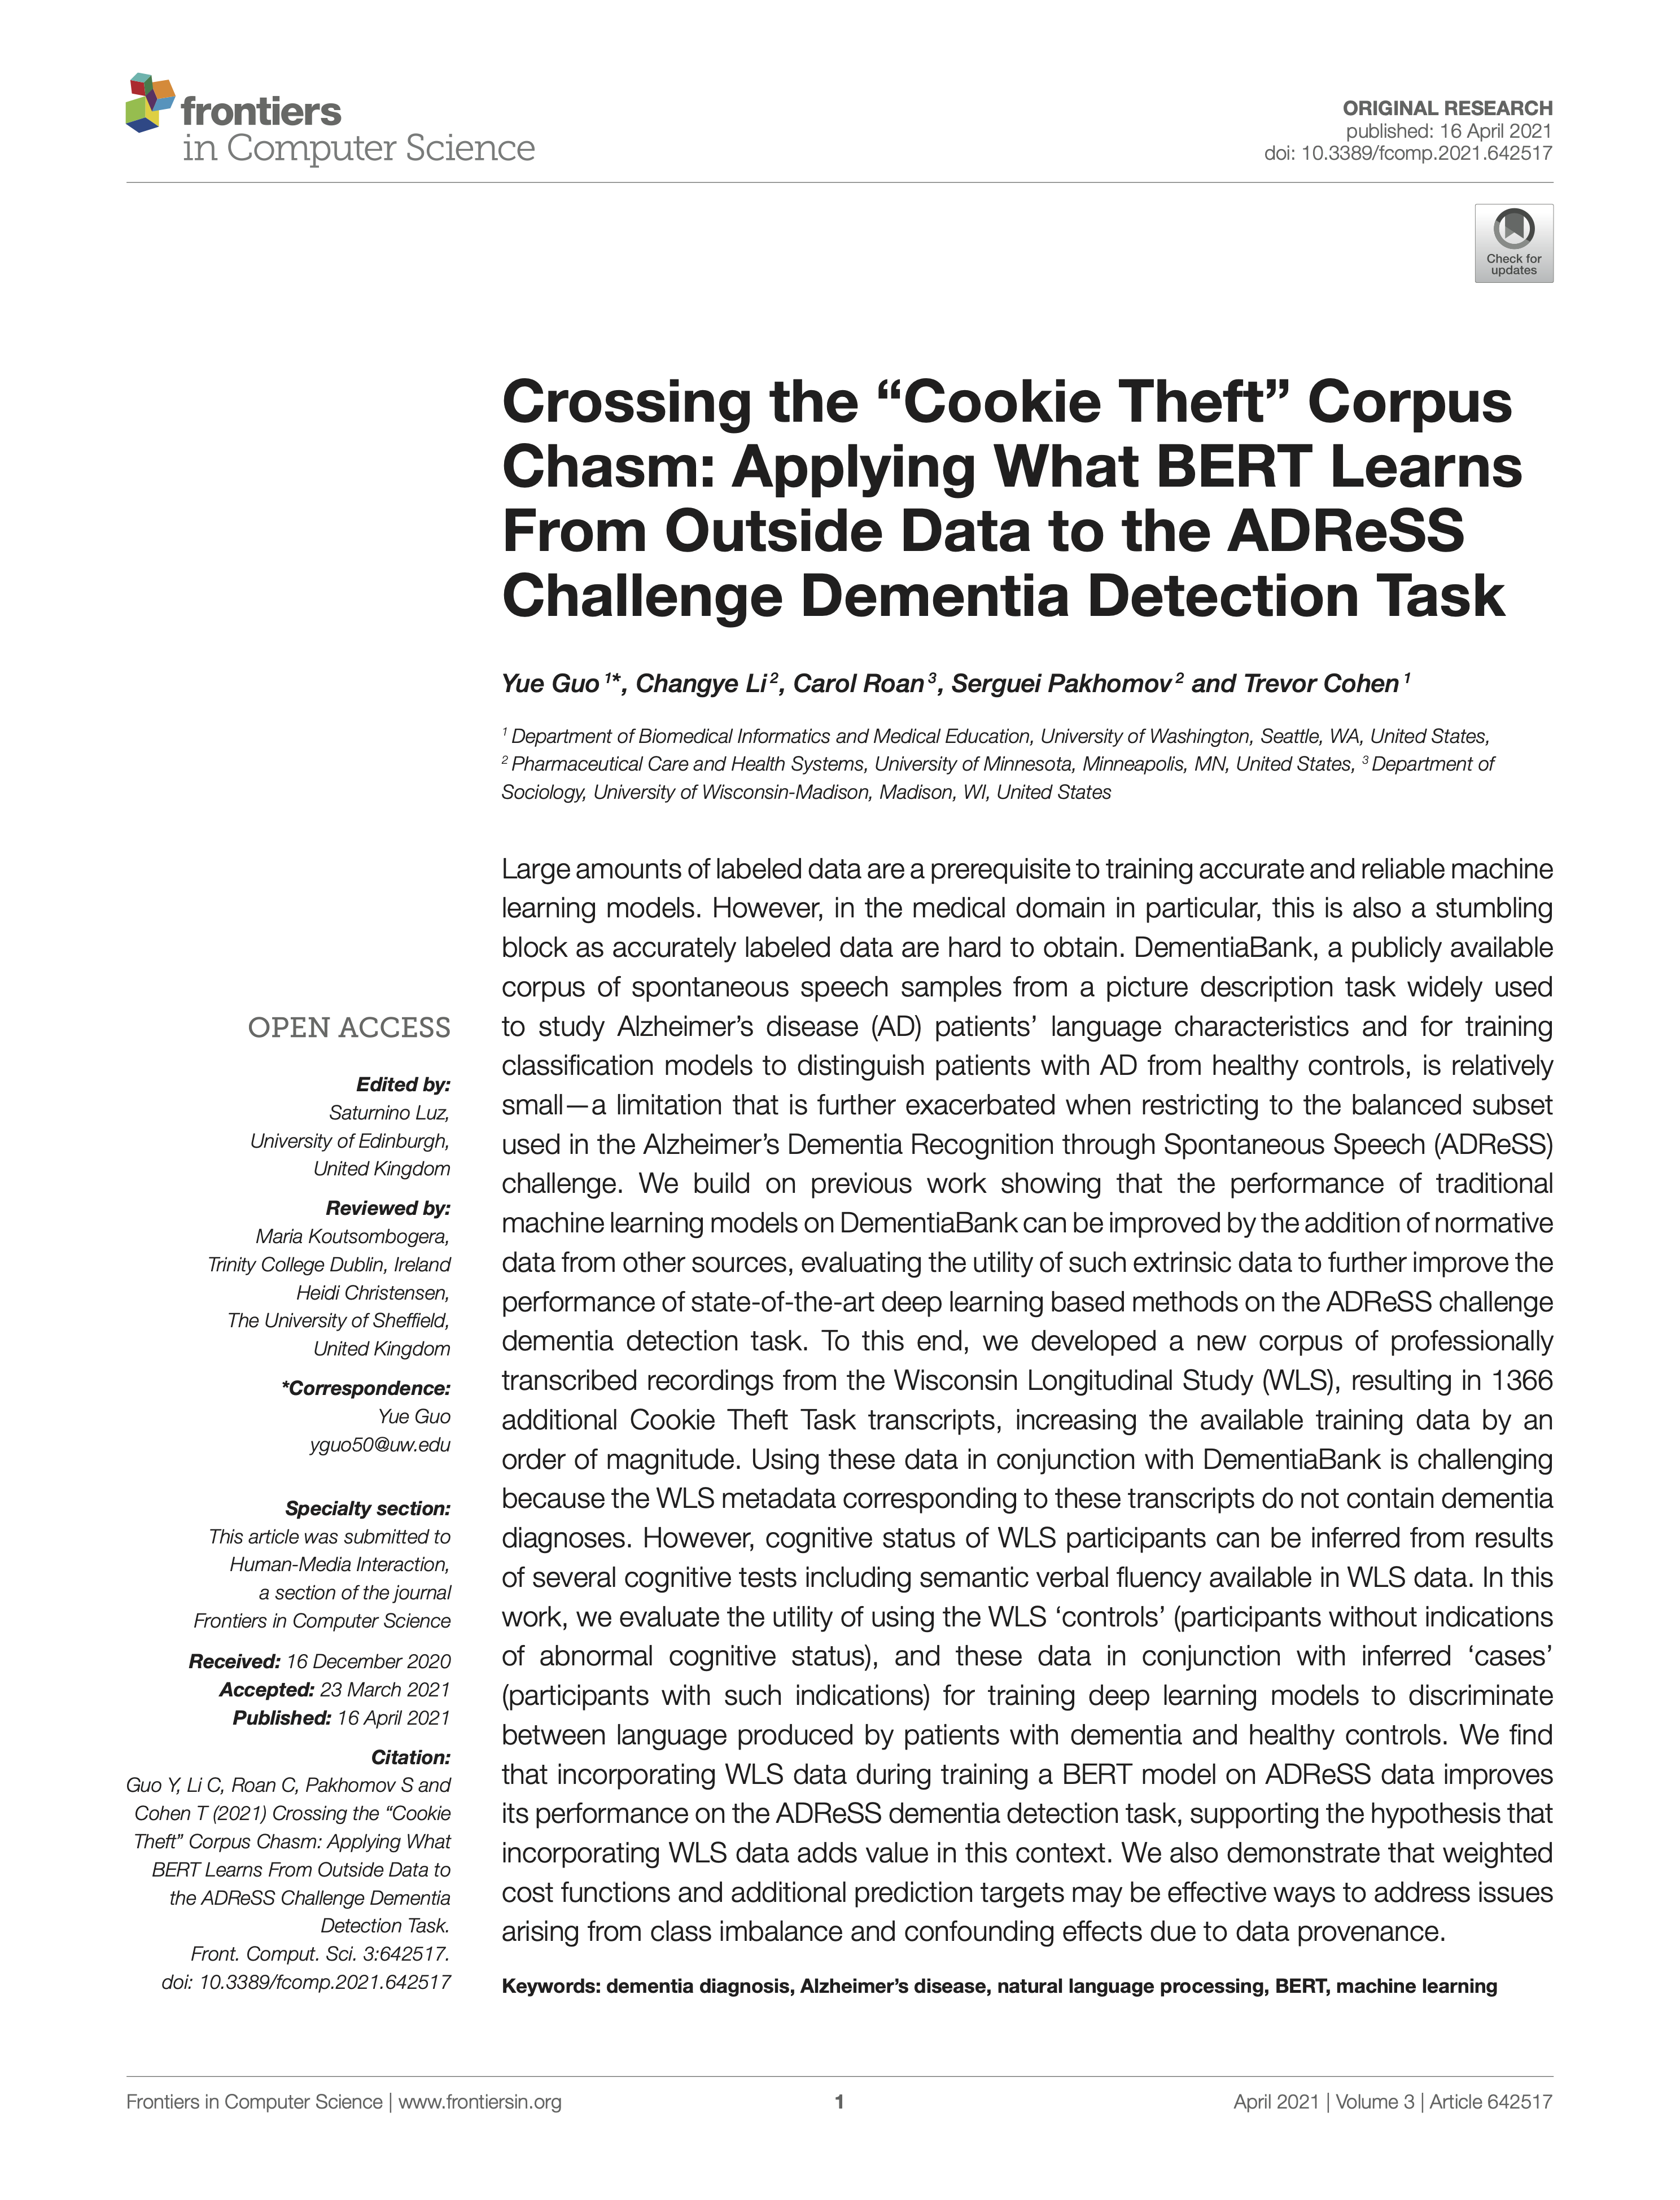 frontiers
in Computer Science
ORIGINAL RESEARCH
published: 16 April 2021
doi: 10.3389/fcomp.2021.642517
Check for
updates
Crossing the “Cookie Theft” Corpus
Chasm: Applying What BERT Learns
From Outside Data to the ADReSS
Challenge Dementia Detection Task
Yue Guo 1*, Changye Li 2, Carol Roan 3, Serguei Pakhomov 2 and Trevor Cohen 1
1 Department of Biomedical Informatics and Medical Education, University of Washington, Seattle, WA, United States,
2 Pharmaceutical Care and Health Systems, University of Minnesota, Minneapolis, MN, United States, 3 Department of
Sociology, University of Wisconsin-Madison, Madison, WI, United States
OPEN ACCESS
Edited by:
Saturnino Luz,
University of Edinburgh,
United Kingdom
Reviewed by:
Maria Koutsombogera,
Trinity College Dublin, Ireland
Heidi Christensen,
The University of Sheffield,
United Kingdom
*Correspondence:
Yue Guo
yguo50@uw.edu
Specialty section:
This article was submitted to
Human-Media Interaction,
a section of the journal
Frontiers in Computer Science
Received: 16 December 2020
Accepted: 23 March 2021
Published: 16 April 2021
Citation:
Guo Y, Li C, Roan C, Pakhomov S and
Cohen T (2021) Crossing the “Cookie
Theft” Corpus Chasm: Applying What
BERT Learns From Outside Data to
the ADReSS Challenge Dementia
Detection Task.
Front. Comput. Sci. 3:642517.
doi: 10.3389/fcomp.2021.642517
Large amounts of labeled data are a prerequisite to training accurate and reliable machine
learning models. However, in the medical domain in particular, this is also a stumbling
block as accurately labeled data are hard to obtain. DementiaBank, a publicly available
corpus of spontaneous speech samples from a picture description task widely used
to study Alzheimer’s disease (AD) patients’ language characteristics and for training
classification models to distinguish patients with AD from healthy controls, is relatively
small—a limitation that is further exacerbated when restricting to the balanced subset
used in the Alzheimer’s Dementia Recognition through Spontaneous Speech (ADReSS)
challenge. We build on previous work showing that the performance of traditional
machine learning models on DementiaBank can be improved by the addition of normative
data from other sources, evaluating the utility of such extrinsic data to further improve the
performance of state-of-the-art deep learning based methods on the ADReSS challenge
dementia detection task. To this end, we developed a new corpus of professionally
transcribed recordings from the Wisconsin Longitudinal Study (WLS), resulting in 1366
additional Cookie Theft Task transcripts, increasing the available training data by an
order of magnitude. Using these data in conjunction with DementiaBank is challenging
because the WLS metadata corresponding to these transcripts do not contain dementia
diagnoses. However, cognitive status of WLS participants can be inferred from results
of several cognitive tests including semantic verbal fluency available in WLS data. In this
work, we evaluate the utility of using the WLS ‘controls’ (participants without indications
of abnormal cognitive status), and these data in conjunction with inferred ‘cases’
(participants with such indications) for training deep learning models to discriminate
between language produced by patients with dementia and healthy controls. We find
that incorporating WLS data during training a BERT model on ADReSS data improves
its performance on the ADReSS dementia detection task, supporting the hypothesis that
incorporating WLS data adds value in this context. We also demonstrate that weighted
cost functions and additional prediction targets may be effective ways to address issues
arising from class imbalance and confounding effects due to data provenance.
Keywords: dementia diagnosis, Alzheimer’s disease, natural language processing, BERT, machine learning
Frontiers in Computer Science | www.frontiersin.org
1
April 2021 | Volume 3 | Article 642517